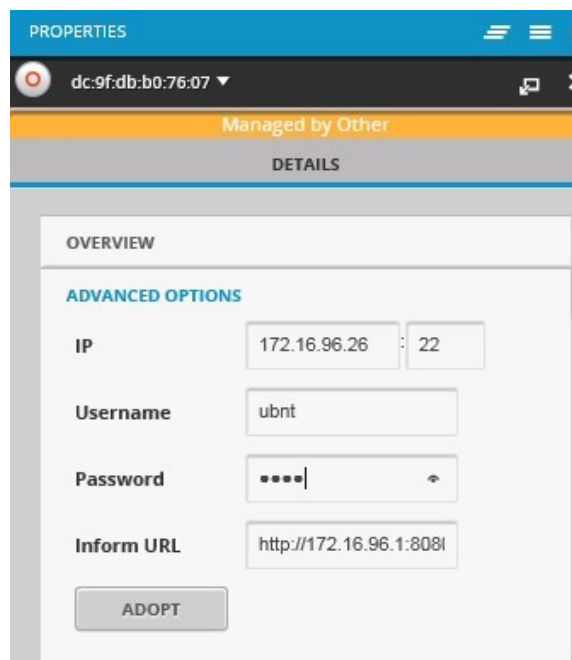 PROPERTIES
dc:9f:db:b0:76:07
Managed by Other
DETAILS
OVERVIEW
ADVANCED OPTIONS
IP 172.16.96.26 : 22
Username ubnt
Password ••••
Inform URL http://172.16.96.1:808
ADOPT